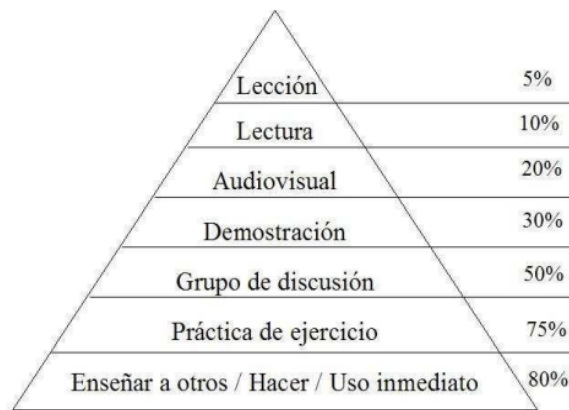 Lección 5%
Lectura 10%
Audiovisual 20%
Demostración 30%
Grupo de discusión 50%
Práctica de ejercicio 75%
Enseñar a otros / Hacer / Uso inmediato 80%